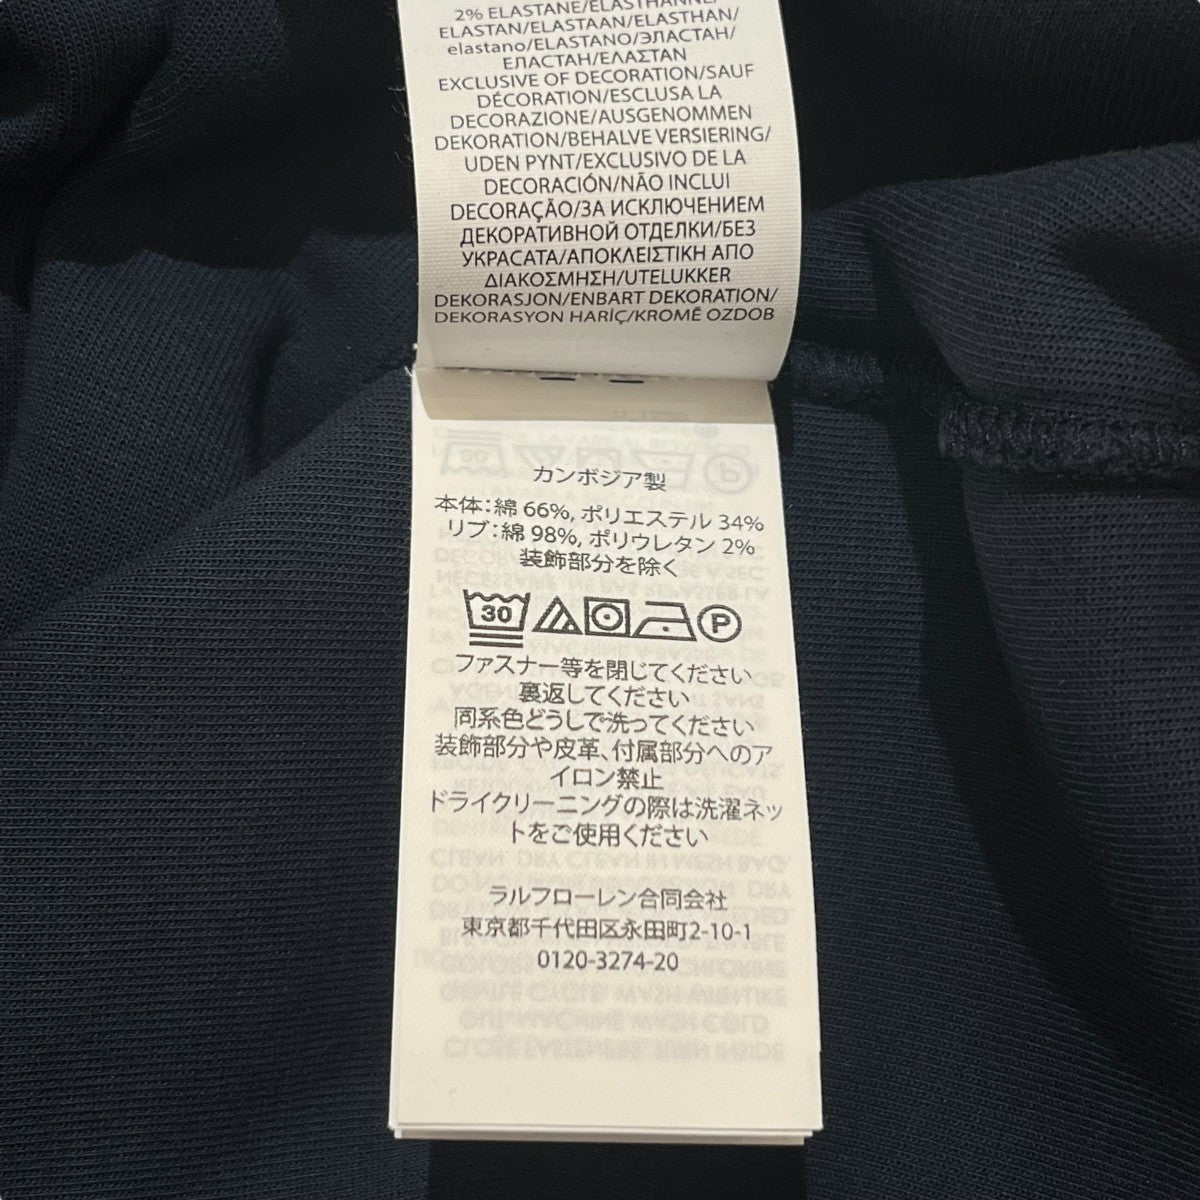 2% ELASTANE/ELASTHANNE/
ELASTAN/ELASTAAN/ELASTHAN/
elastano/ELASTANO/ЭЛАСТАН/
ЕЛАСТАН/ΕΛΑΣΤΑΝ
EXCLUSIVE OF DECORATION/SAUF
DÉCORATION/ESCLUSA LA
DECORAZIONE/AUSGENOMMEN
DEKORATION/BEHALVE VERSIERING/
UDEN PYNT/EXCLUSIVO DE LA
DECORACIÓN/NÃO INCLUI
DECORAÇÃO/ЗА ИСКЛЮЧЕНИЕМ
ДЕКОРАТИВНОЙ ОТДЕЛКИ/БЕЗ
УКРАСАТА/ΑΠΟΚΛΕΙΣΤΙΚΗ ΑΠΟ
ΔΙΑΚΟΣΜΗΣΗ/UTELUKKER
DEKORASJON/ENBART DEKORATION/
DEKORASYON HARİÇ/KROMĚ OZDOB
カンボジア製
本体：綿 66%, ポリエステル 34%
リブ：綿 98%, ポリウレタン 2%
装飾部分を除く
30 P
ファスナー等を閉じてください
裏返してください
同系色どうしで洗ってください
装飾部分や皮革、付属部分へのア
イロン禁止
ドライクリーニングの際は洗濯ネッ
トをご使用ください
ラルフローレン合同会社
東京都千代田区永田町2-10-1
0120-3274-20